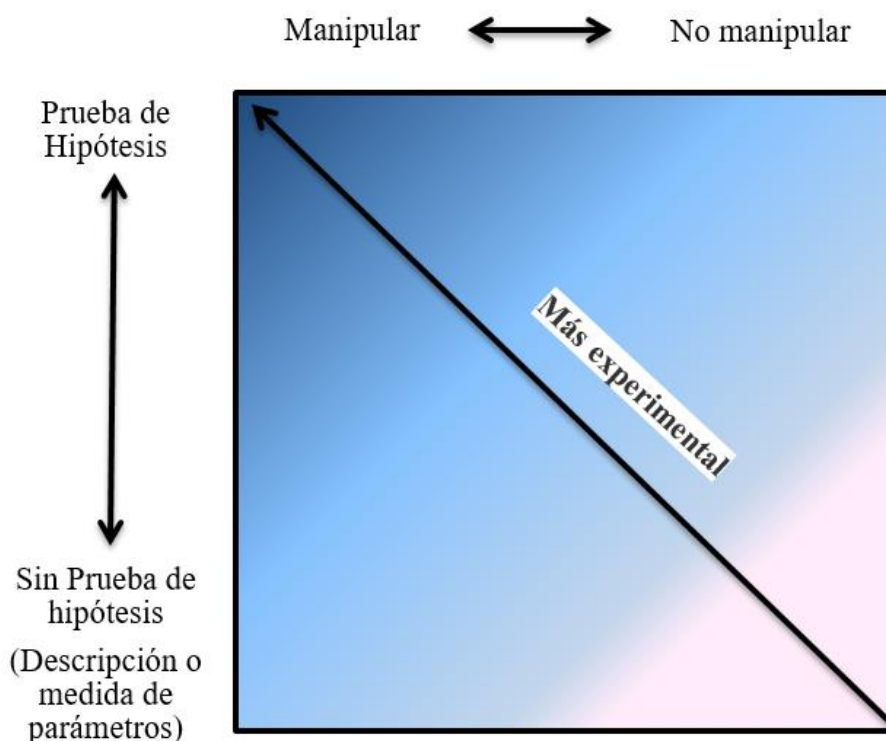 Manipular
No manipular
Prueba de
Hipótesis
Más experimental
Sin Prueba de
hipótesis
(Descripción o
medida de
parámetros)